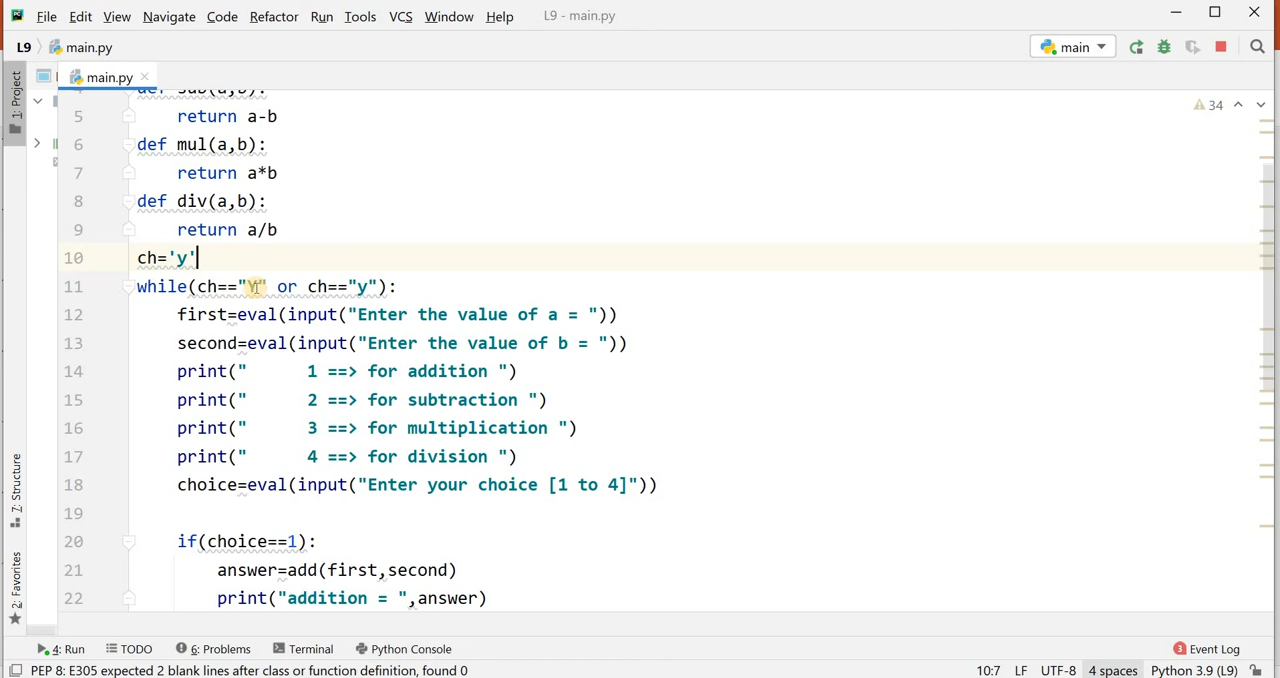 File Edit View Navigate Code Refactor Run Tools VCS Window Help L9 - main.py
L9 main.py main
1: Project main.py
34
def sub(a,b):
5 return a-b
6 def mul(a,b):
7 return a*b
8 def div(a,b):
9 return a/b
10 ch='y'
11 while(ch=="Y" or ch=="y"):
12 first=eval(input("Enter the value of a = "))
13 second=eval(input("Enter the value of b = "))
14 print("      1 ==> for addition ")
15 print("      2 ==> for subtraction ")
16 print("      3 ==> for multiplication ")
17 print("      4 ==> for division ")
18 choice=eval(input("Enter your choice [1 to 4]"))
19
20 if(choice==1):
21 answer=add(first,second)
22 print("addition = ",answer)
7: Structure
2: Favorites
4: Run TODO 6: Problems Terminal Python Console 3 Event Log
PEP 8: E305 expected 2 blank lines after class or function definition, found 0 10:7 LF UTF-8 4 spaces Python 3.9 (L9)